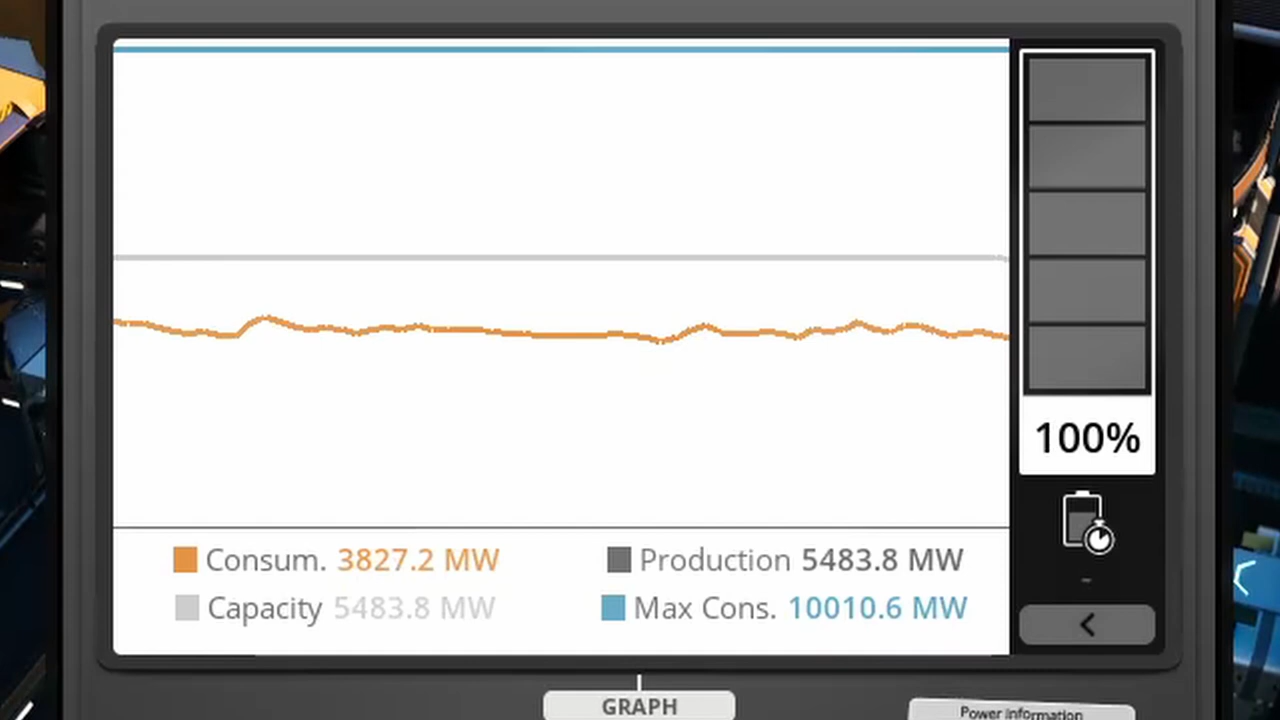 100%
Consum. 3827.2 MW
Production 5483.8 MW
Capacity 5483.8 MW
Max Cons. 10010.6 MW
-
GRAPH
Power Information